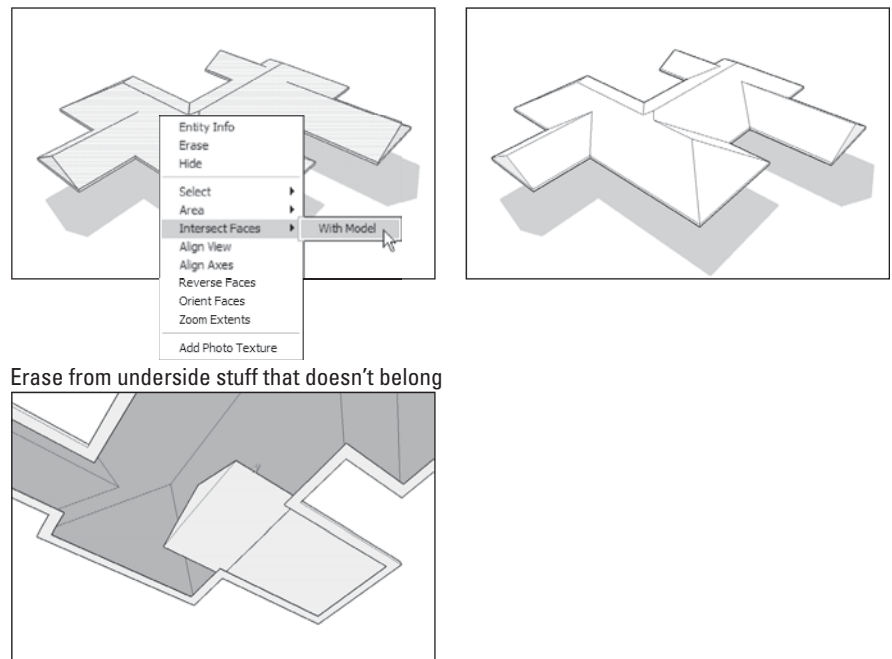 Entity Info
Erase
Hide
Select
Area
Intersect Faces
With Model
Align View
Align Axes
Reverse Faces
Orient Faces
Zoom Extents
Add Photo Texture
Erase from underside stuff that doesn't belong